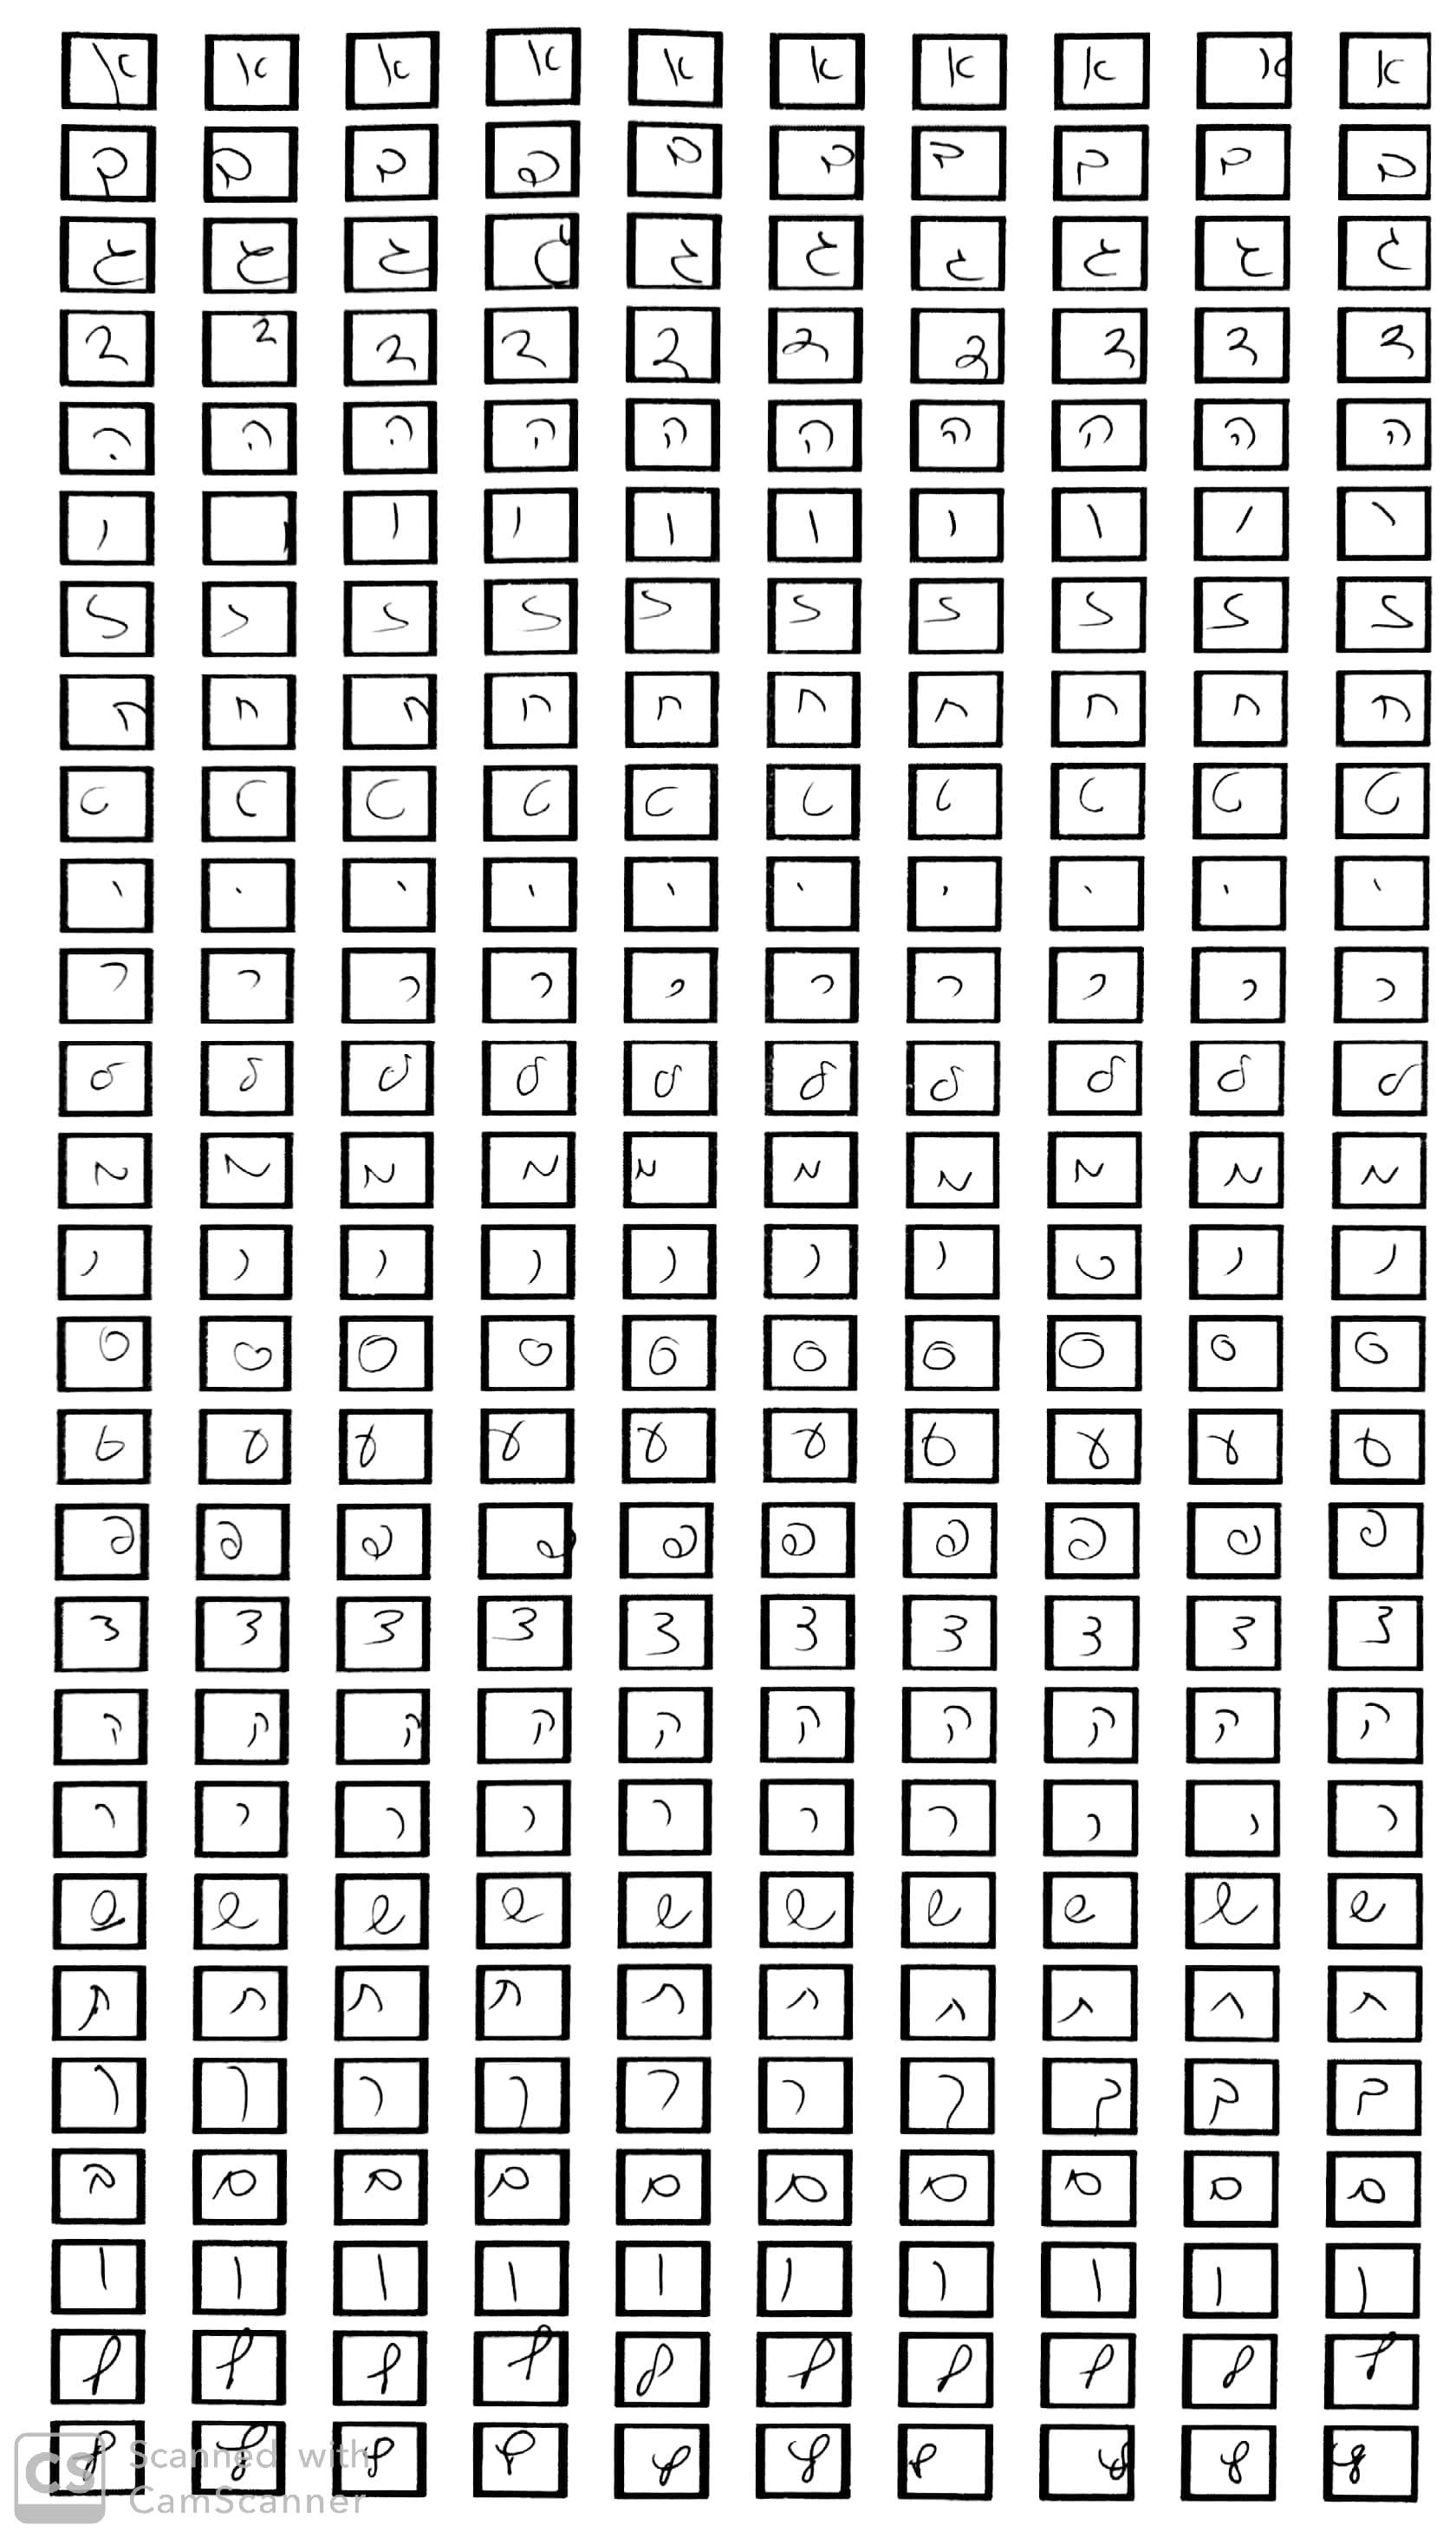 א א א א א א א א א א
ב ב ב ב ב ב ב ב ב ב
ג ג ג ג ג ג ג ג ג ג
ד ד ד ד ד ד ד ד ד ד
ה ה ה ה ה ה ה ה ה ה
ו ו ו ו ו ו ו ו ו ו
ז ז ז ז ז ז ז ז ז ז
ח ח ח ח ח ח ח ח ח ח
ט ט ט ט ט ט ט ט ט ט
י י י י י י י י י י
כ כ כ כ כ כ כ כ כ כ
ל ל ל ל ל ל ל ל ל ל
מ מ מ מ מ מ מ מ מ מ
נ נ נ נ נ נ נ נ נ נ
ס ס ס ס ס ס ס ס ס ס
ע ע ע ע ע ע ע ע ע ע
פ פ פ פ פ פ פ פ פ פ
צ צ צ צ צ צ צ צ צ צ
ק ק ק ק ק ק ק ק ק ק
ר ר ר ר ר ר ר ר ר ר
ש ש ש ש ש ש ש ש ש ש
ת ת ת ת ת ת ת ת ת ת
ך ך ך ך ך ך ך ך ך ך
ם ם ם ם ם ם ם ם ם ם
ן ן ן ן ן ן ן ן ן ן
ף ף ף ף ף ף ף ף ף ף
ץ ץ ץ ץ ץ ץ ץ ץ ץ ץ
CS Scanned with
CamScanner